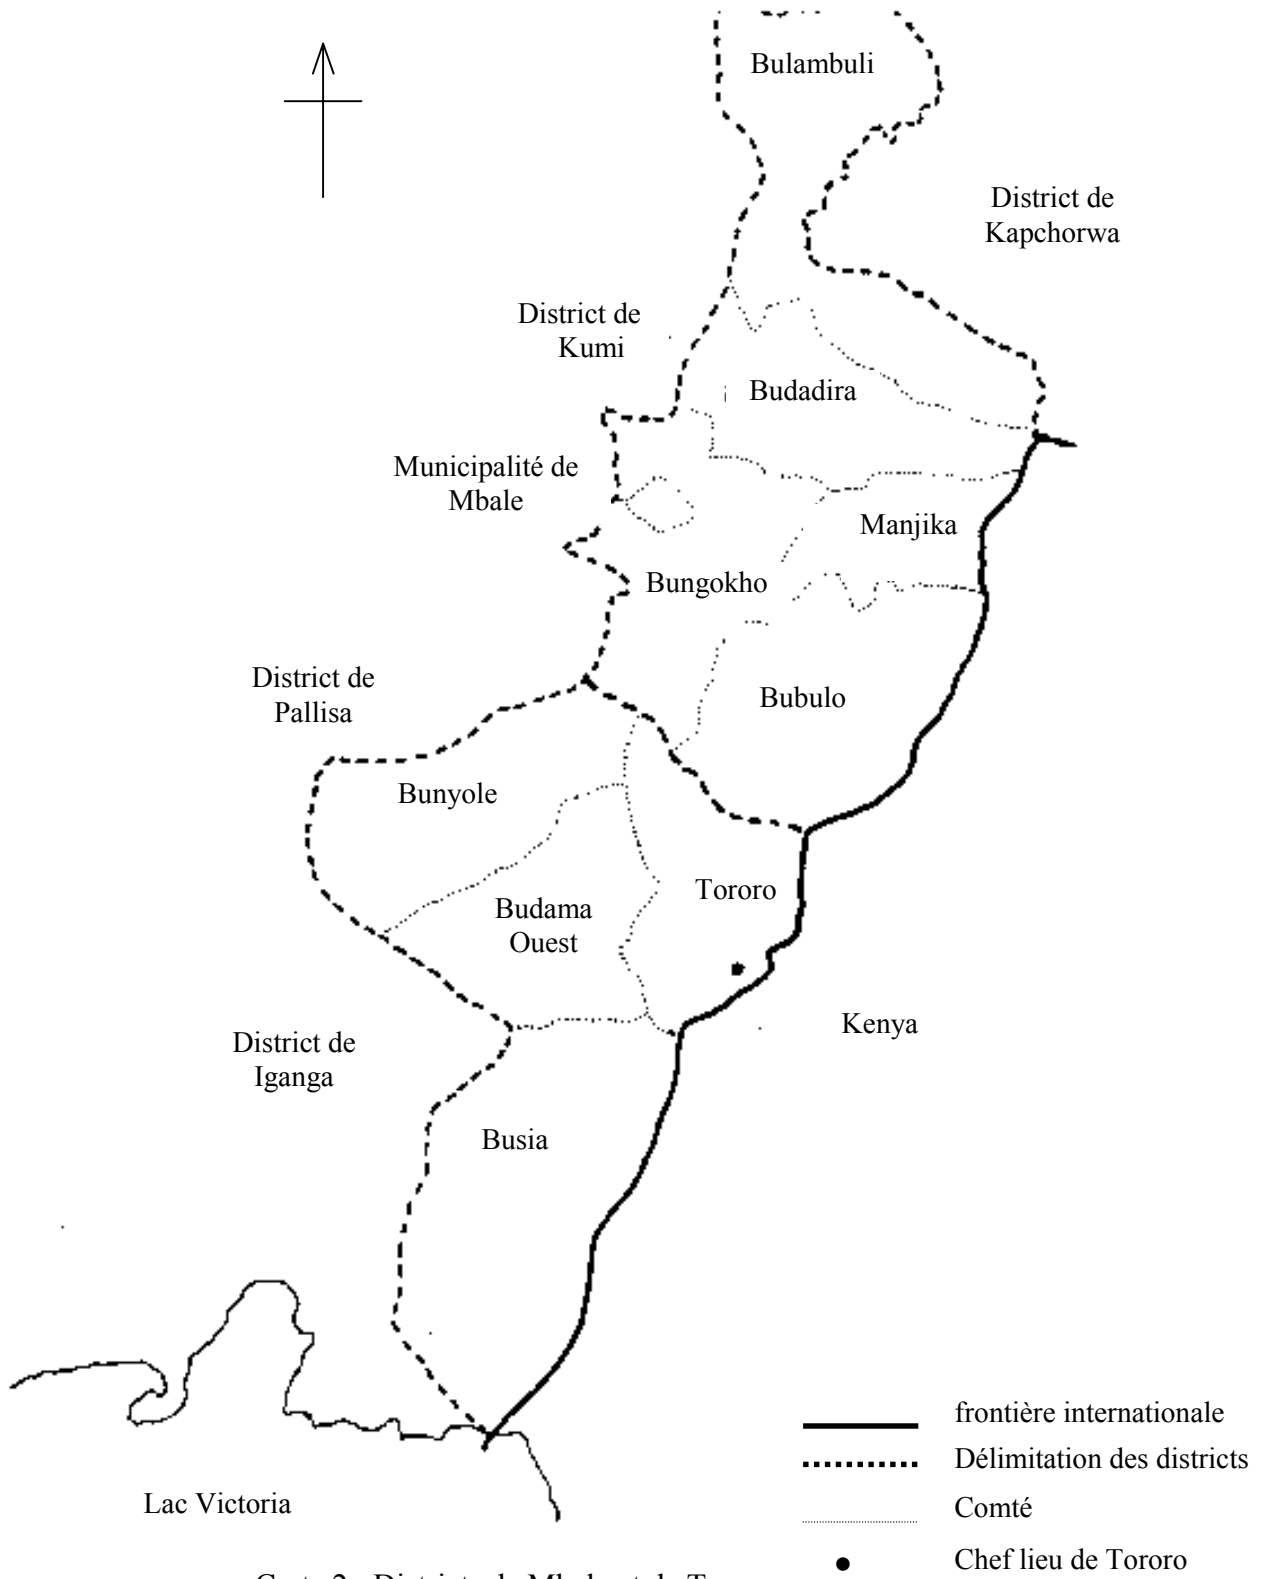 Bulambuli
District de
Kapchorwa
District de
Kumi
Budadira
Municipalité de
Mbale
Manjika
Bungokho
District de
Pallisa
Bubulo
Bunyole
Tororo
Budama
Ouest
Kenya
District de
Iganga
Busia
Lac Victoria
frontière internationale
Délimitation des districts
Comté
Chef lieu de Tororo